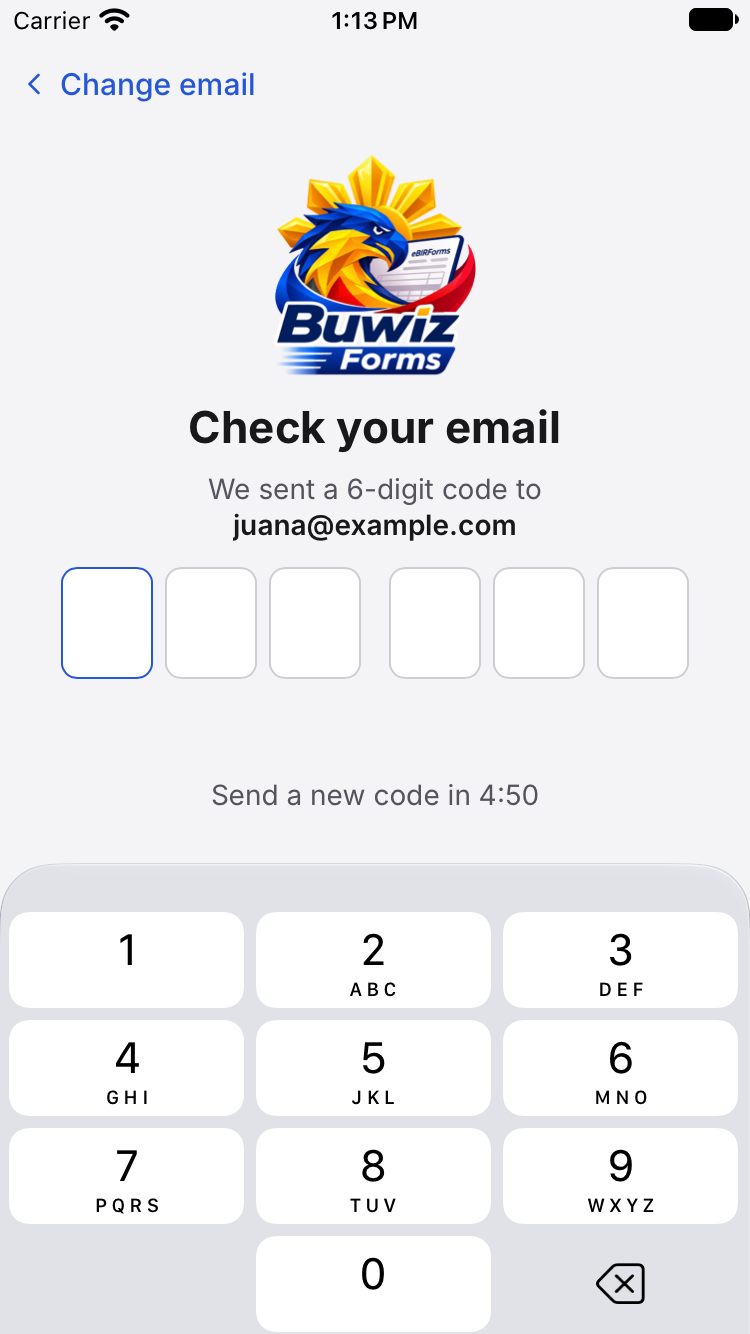 Carrier 1:13 PM
Change email
eBIRForms
Buwiz
Forms
Check your email
We sent a 6-digit code to
juana@example.com
Send a new code in 4:50
1 2 3
ABC DEF
4 5 6
GHI JKL MNO
7 8 9
PQRS TUV WXYZ
0